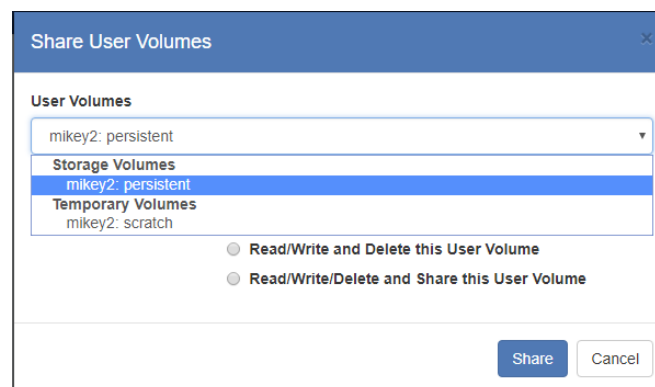 Share User Volumes
×
User Volumes
mikey2: persistent
Storage Volumes
mikey2: persistent
Temporary Volumes
mikey2: scratch
Read/Write and Delete this User Volume
Read/Write/Delete and Share this User Volume
Share Cancel